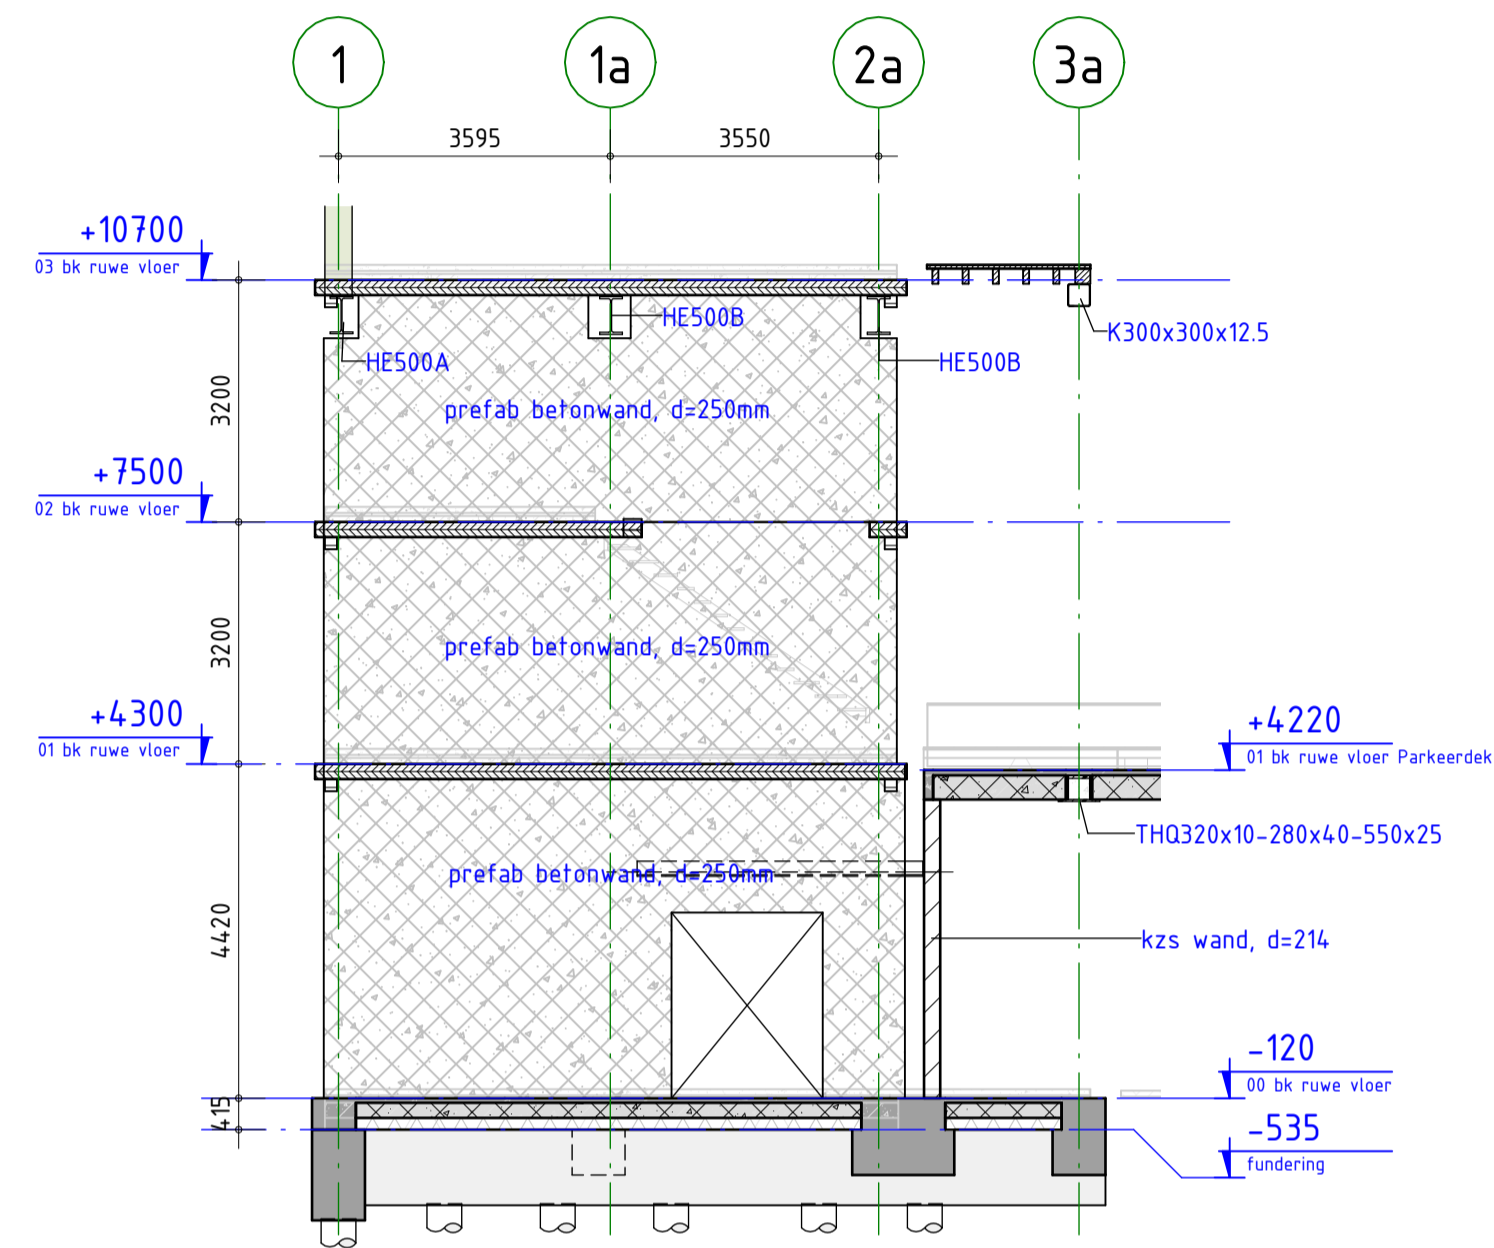 1
1a
2a
3a
3595
3550
+10700
03 bk ruwe vloer
HE500B
K300x300x12.5
HE500A
HE500B
3200
prefab betonwand, d=250mm
+7500
02 bk ruwe vloer
3200
prefab betonwand, d=250mm
+4300
01 bk ruwe vloer
+4220
01 bk ruwe vloer Parkeerdek
THQ320x10-280x40-550x25
prefab betonwand, d=250mm
4420
kzs wand, d=214
-120
00 bk ruwe vloer
415
-535
fundering